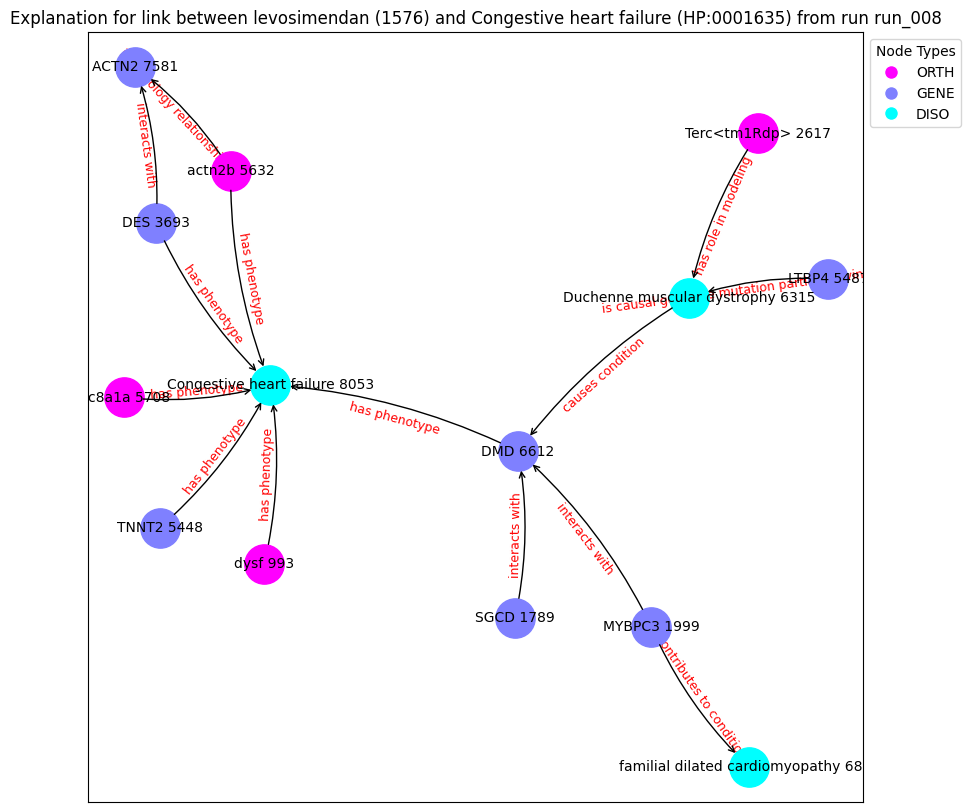 Explanation for link between levosimendan (1576) and Congestive heart failure (HP:0001635) from run run_008
Node Types
ORTH
GENE
DISO
ACTN2 7581
ology relationsh
interacts with
actn2b 5632
DES 3693
has phenotype
has phenotype
Terc<tm1Rdp> 2617
has role in modeling
LTBP4 548
mutation part in
Duchenne muscular dystrophy 6315
is causal g
causes condition
Congestive heart failure 8053
c8a1a 5708
has phenotype
has phenotype
DMD 6612
has phenotype
has phenotype
TNNT2 5448
dysf 993
interacts with
interacts with
SGCD 1789
MYBPC3 1999
ontributes to conditio
familial dilated cardiomyopathy 68